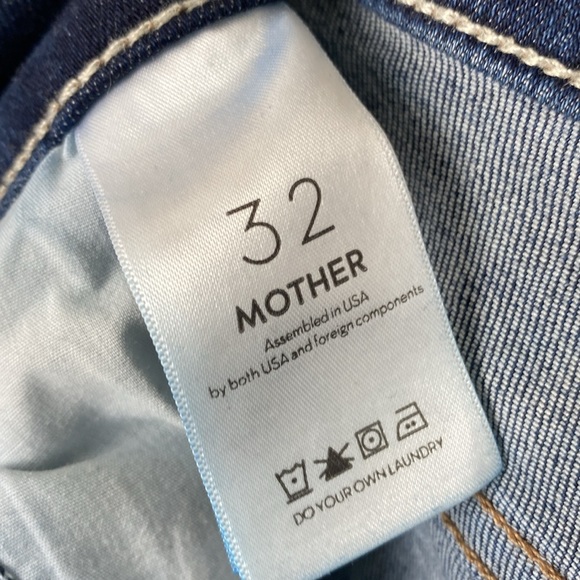 32
MOTHER
Assembled in USA
by both USA and foreign components
DO YOUR OWN LAUNDRY